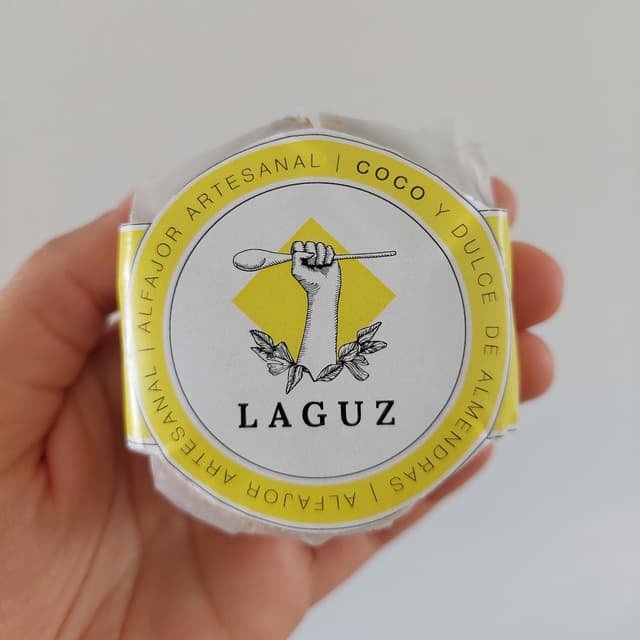 ALFAJOR ARTESANAL | COCO Y DULCE DE ALMENDRAS | ALFAJOR ARTESANAL |
LAGUZ